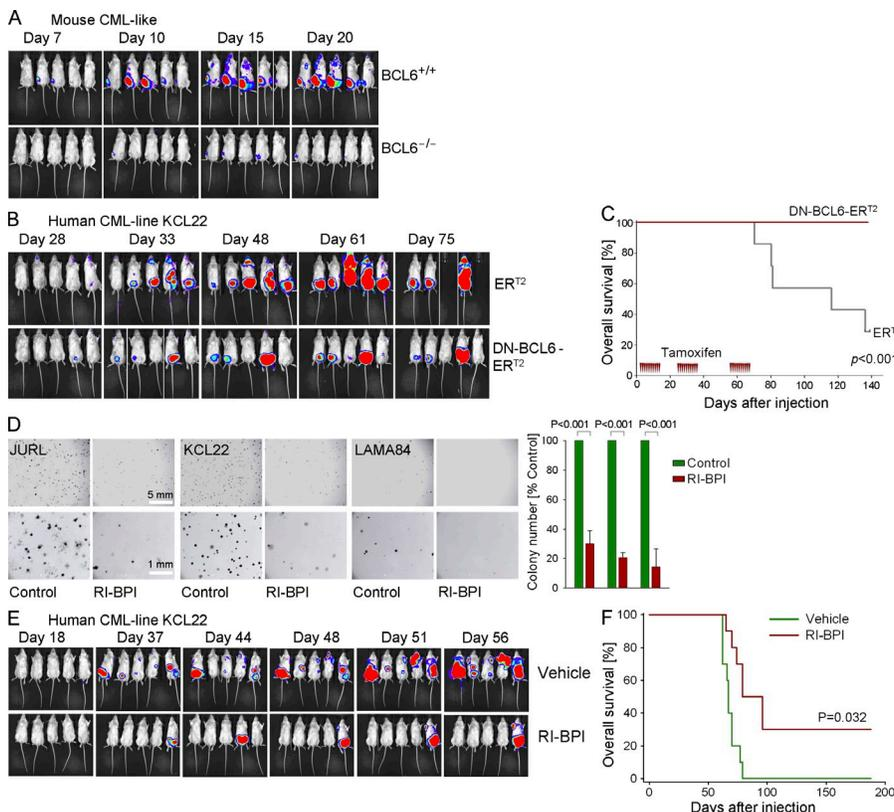 A
Mouse CML-like
Day 7 Day 10 Day 15 Day 20
BCL6+/+
BCL6−/−
B
Human CML-line KCL22
Day 28 Day 33 Day 48 Day 61 Day 75
ERT2
DN-BCL6-
ERT2
C
DN-BCL6-ERT2
100
80
60
40
20
0
Overall survival [%]
Tamoxifen
p<0.001
0 20 40 60 80 100 120 140
Days after injection
D
JURL KCL22 LAMA84
5 mm
1 mm
Control RI-BPI Control RI-BPI Control RI-BPI
P<0.001 P<0.001 P<0.001
100
80
60
40
20
0
Colony number [% Control]
Control
RI-BPI
E
Human CML-line KCL22
Day 18 Day 37 Day 44 Day 48 Day 51 Day 56
Vehicle
RI-BPI
F
Vehicle
RI-BPI
100
80
60
40
20
0
Overall survival [%]
P=0.032
0 50 100 150 200
Days after injection